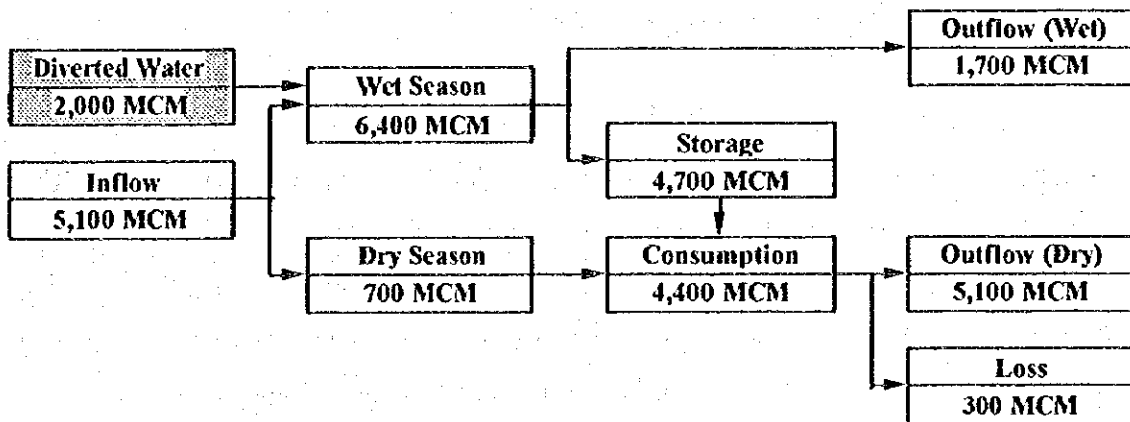 Diverted Water
2,000 MCM
Inflow
5,100 MCM
Wet Season
6,400 MCM
Dry Season
700 MCM
Storage
4,700 MCM
Consumption
4,400 MCM
Outflow (Wet)
1,700 MCM
Outflow (Dry)
5,100 MCM
Loss
300 MCM